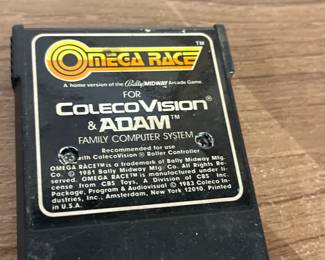 OMEGA RACE™
A home version of the Bally MIDWAY Arcade Game.
FOR
COLECOVISION®
& ADAM™
FAMILY COMPUTER SYSTEM
Recommended for use
with ColecoVision® Roller Controller
OMEGA RACE™ is a trademark of Bally Midway Mfg.
Co. © 1981 Bally Midway Mfg. Co. All Rights Re-
served. OMEGA RACE is manufactured under li-
cense from CBS Toys, A Division of CBS Inc.
Package, Program & Audiovisual © 1983 Coleco In-
dustries, Inc., Amsterdam, New York 12010. Printed
in U.S.A.